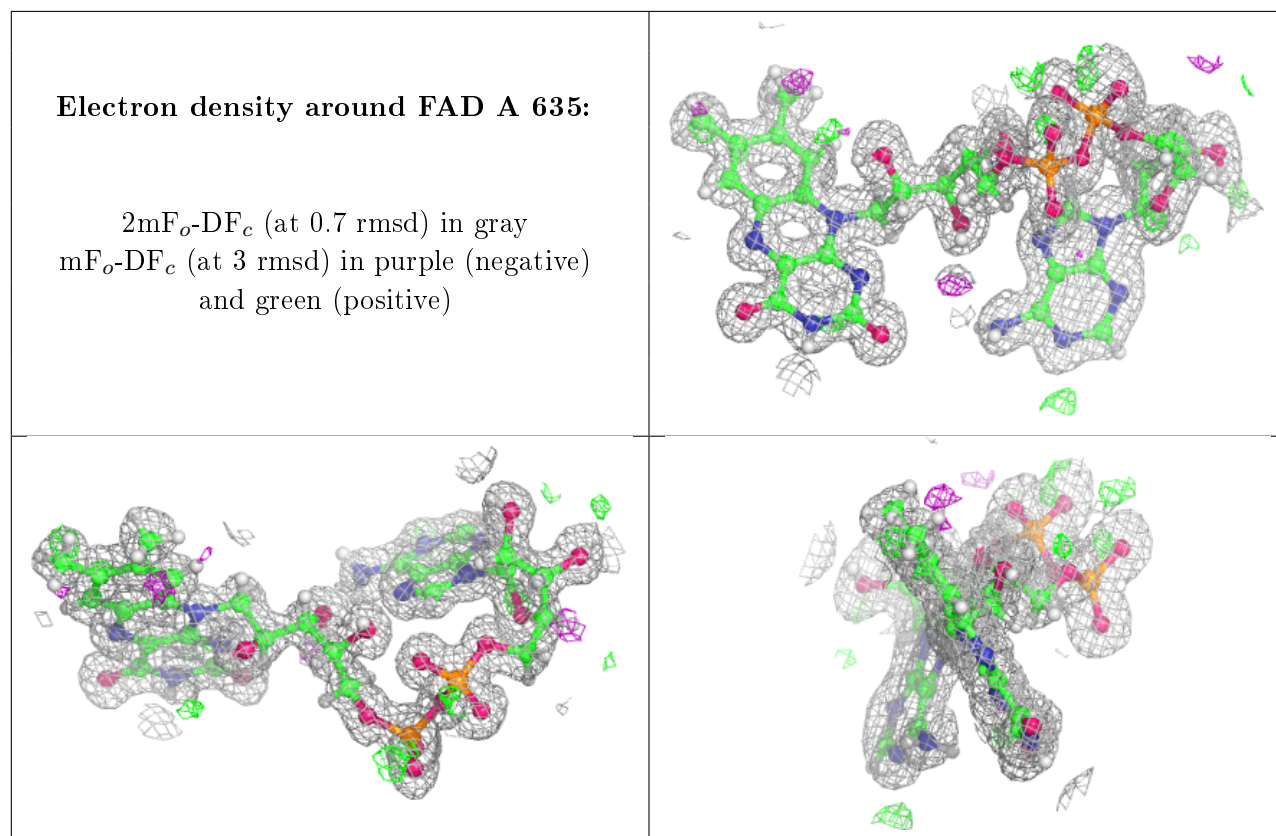 Electron density around FAD A 635:
2mFo-DFc (at 0.7 rmsd) in gray
mFo-DFc (at 3 rmsd) in purple (negative)
and green (positive)